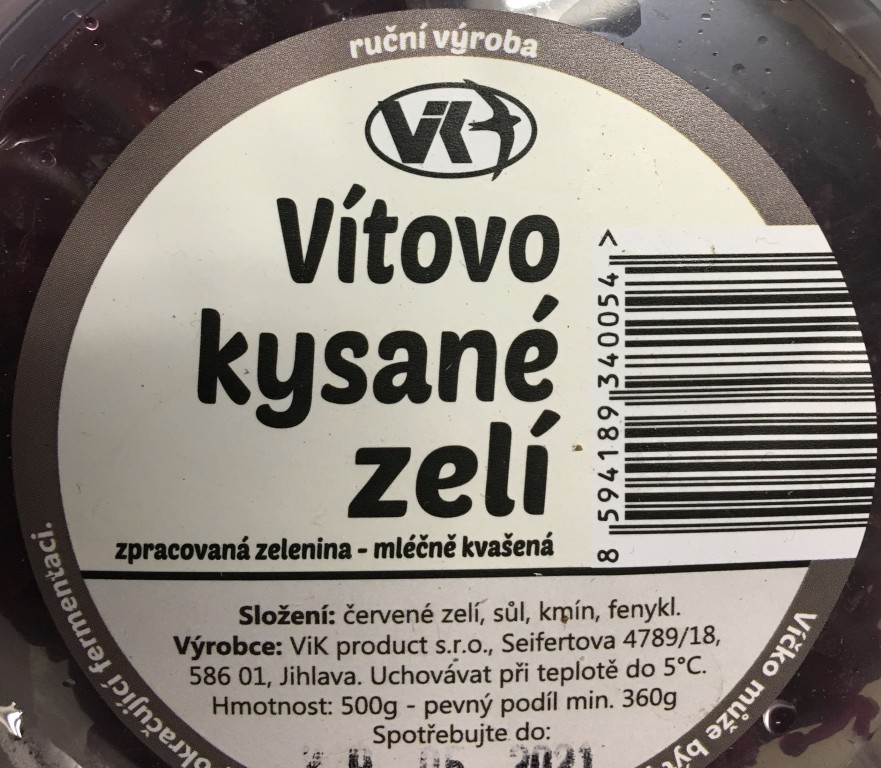 ruční výroba
ViK
Vítovo
kysané
zelí
zpracovaná zelenina - mléčně kvašená
8 594189 340054 >
Složení: červené zelí, sůl, kmín, fenykl.
Výrobce: ViK product s.r.o., Seifertova 4789/18,
586 01, Jihlava. Uchovávat při teplotě do 5°C.
Hmotnost: 500g - pevný podíl min. 360g
Spotřebujte do:
2021
Víčko může být
okračující fermentaci.